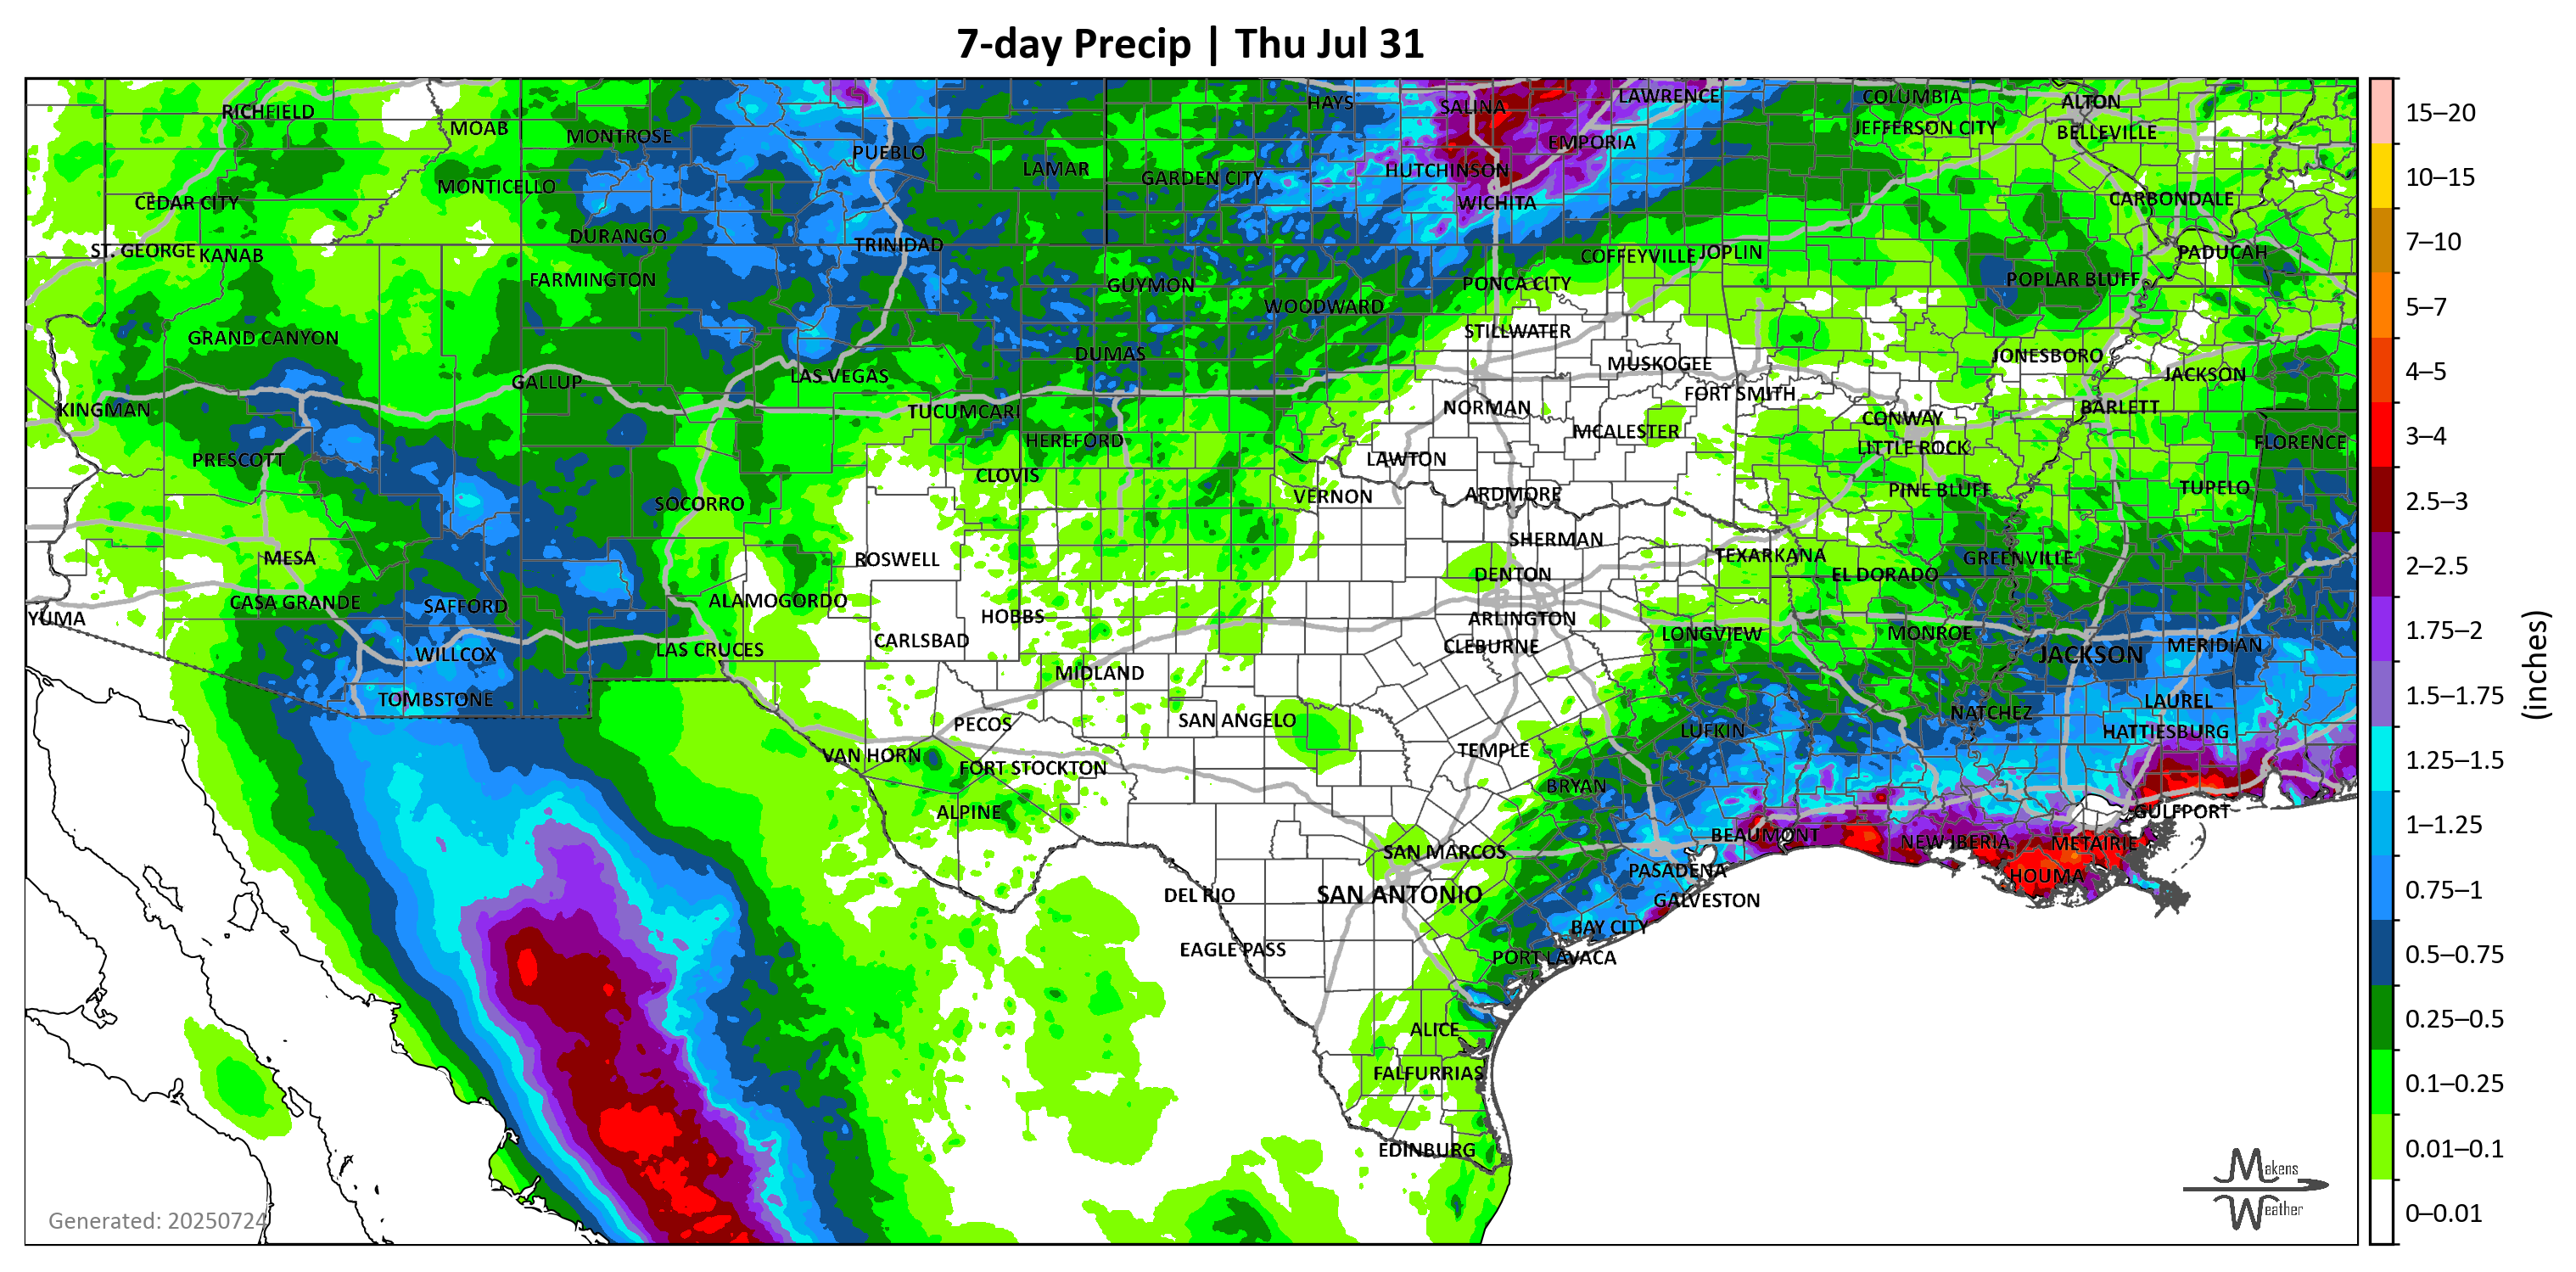 7-day Precip | Thu Jul 31
RICHFIELD
MOAB
MONTROSE
PUEBLO
LAMAR
HAYS
SALINA
LAWRENCE
COLUMBIA
ALTON
JEFFERSON CITY
BELLEVILLE
EMPORIA
HUTCHINSON
GARDEN CITY
MONTICELLO
CEDAR CITY
WICHITA
CARBONDALE
DURANGO
TRINIDAD
ST. GEORGE
KANAB
COFFEYVILLE
JOPLIN
PADUCAH
FARMINGTON
GUYMON
PONCA CITY
POPLAR BLUFF
WOODWARD
GRAND CANYON
STILLWATER
DUMAS
MUSKOGEE
JONESBORO
JACKSON
GALLUP
LAS VEGAS
FORT SMITH
KINGMAN
TUCUMCARI
NORMAN
CONWAY
BARLETT
HEREFORD
MCALESTER
LITTLE ROCK
FLORENCE
PRESCOTT
LAWTON
CLOVIS
VERNON
ARDMORE
PINE BLUFF
TUPELO
SOCORRO
SHERMAN
MESA
ROSWELL
TEXARKANA
GREENVILLE
DENTON
EL DORADO
CASA GRANDE
SAFFORD
ALAMOGORDO
YUMA
HOBBS
ARLINGTON
LONGVIEW
MONROE
CARLSBAD
CLEBURNE
MERIDIAN
WILLCOX
LAS CRUCES
JACKSON
MIDLAND
TOMBSTONE
LAUREL
PECOS
SAN ANGELO
NATCHEZ
LUFKIN
HATTIESBURG
VAN HORN
TEMPLE
FORT STOCKTON
BRYAN
ALPINE
GULFPORT
BEAUMONT
NEW IBERIA
METAIRIE
SAN MARCOS
PASADENA
HOUMA
DEL RIO
SAN ANTONIO
GALVESTON
BAY CITY
EAGLE PASS
PORT LAVACA
ALICE
FALFURRIAS
EDINBURG
Generated: 20250724
Makens
Weather
15–20
10–15
7–10
5–7
4–5
3–4
2.5–3
2–2.5
1.75–2
1.5–1.75
1.25–1.5
1–1.25
0.75–1
0.5–0.75
0.25–0.5
0.1–0.25
0.01–0.1
0–0.01
(inches)